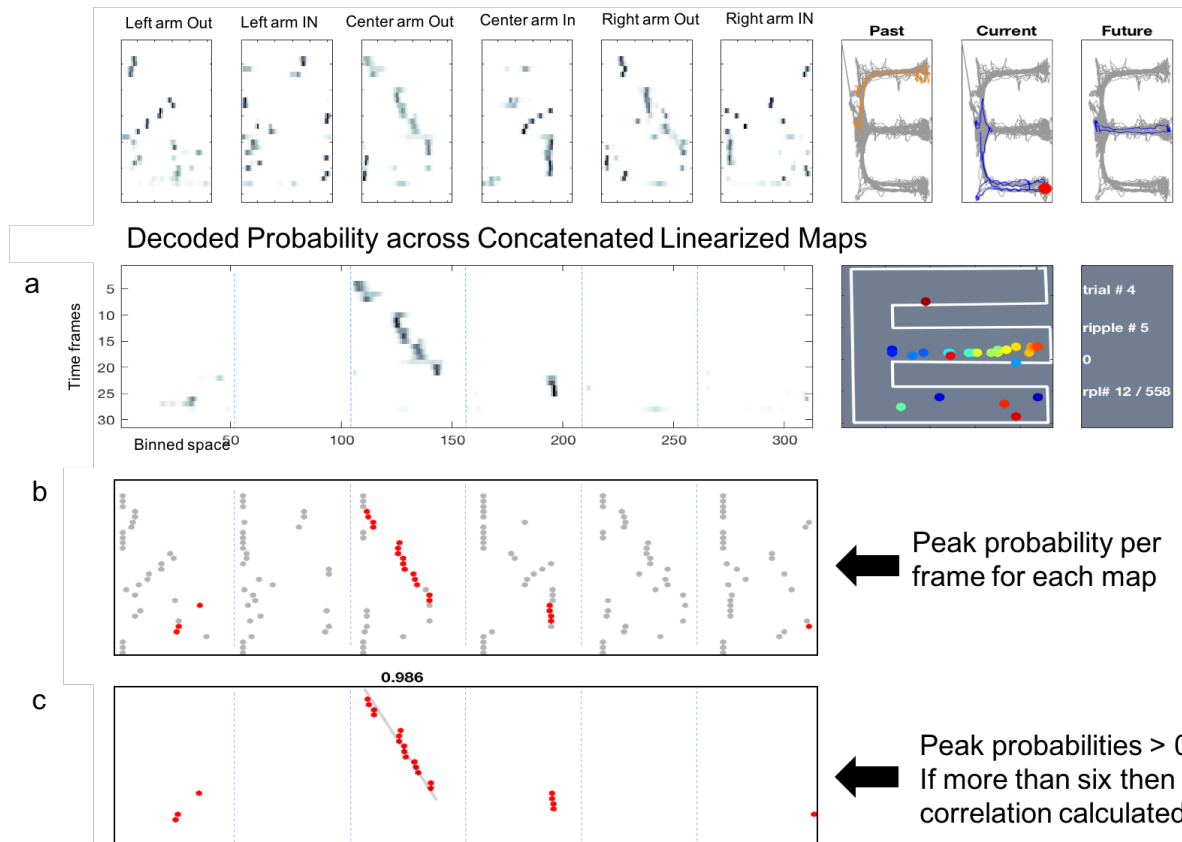 Left arm Out
Left arm IN
Center arm Out
Center arm In
Right arm Out
Right arm IN
Past
Current
Future
Decoded Probability across Concatenated Linearized Maps
a
Time frames
5
10
15
20
25
30
Binned space
50
100
150
200
250
300
trial # 4
ripple # 5
0
rpl# 12 / 558
b
Peak probability per
frame for each map
c
0.986
Peak probabilities > 0
If more than six then
correlation calculated